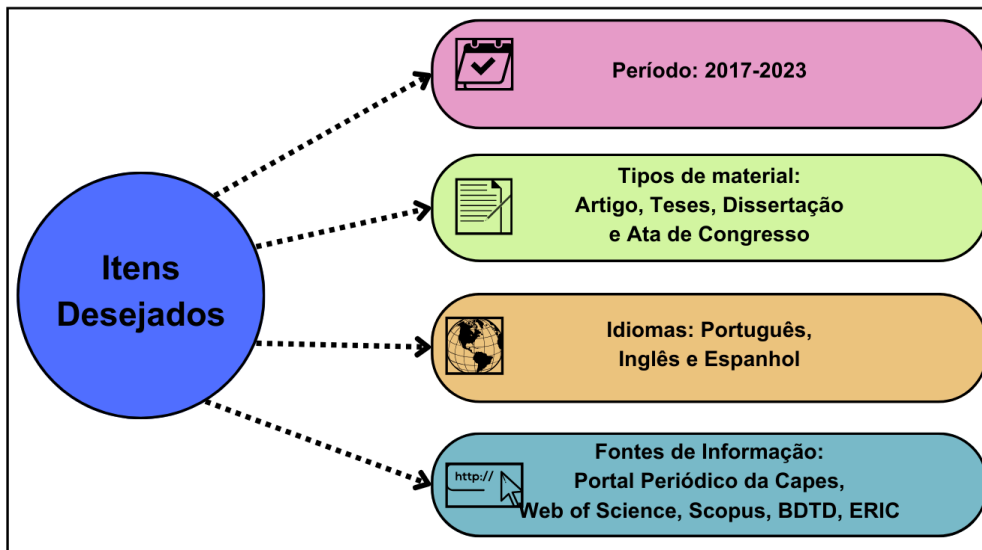 Itens
Desejados
Período: 2017-2023
Tipos de material:
Artigo, Teses, Dissertação
e Ata de Congresso
Idiomas: Português,
Inglês e Espanhol
Fontes de Informação:
Portal Periódico da Capes,
Web of Science, Scopus, BDTD, ERIC
http://